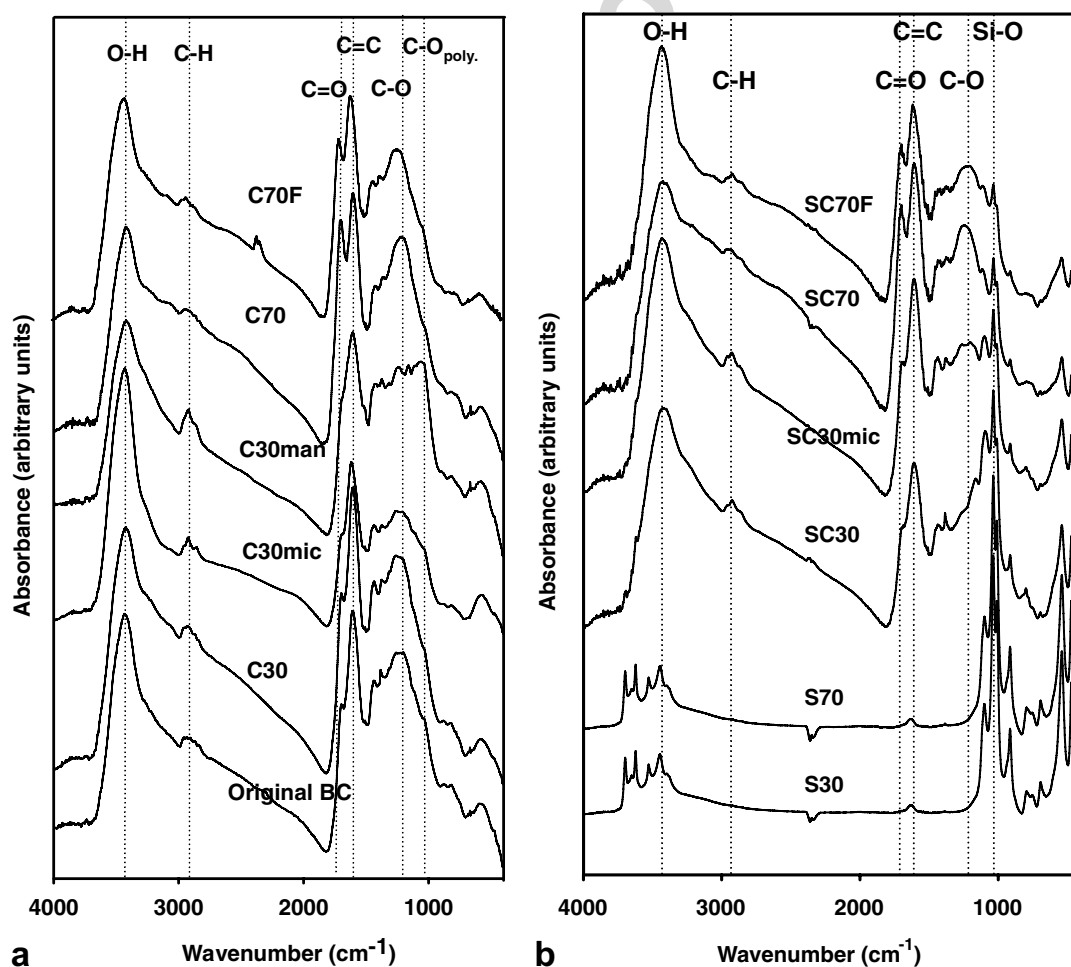 O-H
C-H
C=C
C-Opoly.
C=O
C-O
C70F
C70
C30man
C30mic
C30
Original BC
Absorbance (arbitrary units)
4000
3000
2000
1000
Wavenumber (cm-1)
a
O-H
C=C
Si-O
C-H
C=O
C-O
SC70F
SC70
SC30mic
SC30
S70
S30
Absorbance (arbitrary units)
4000
3000
2000
1000
Wavenumber (cm-1)
b